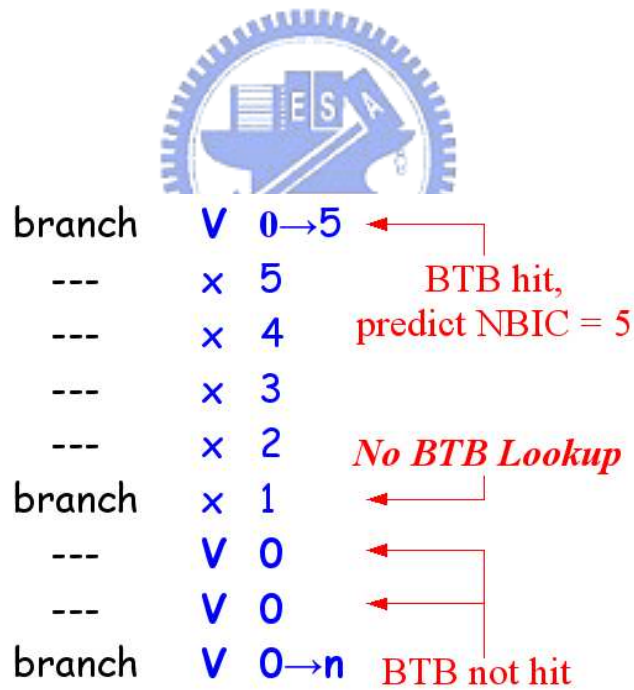 ESA
branch V 0→5
--- x 5
BTB hit,
predict NBIC = 5
--- x 4
--- x 3
--- x 2
No BTB Lookup
branch x 1
--- V 0
--- V 0
branch V 0→n
BTB not hit